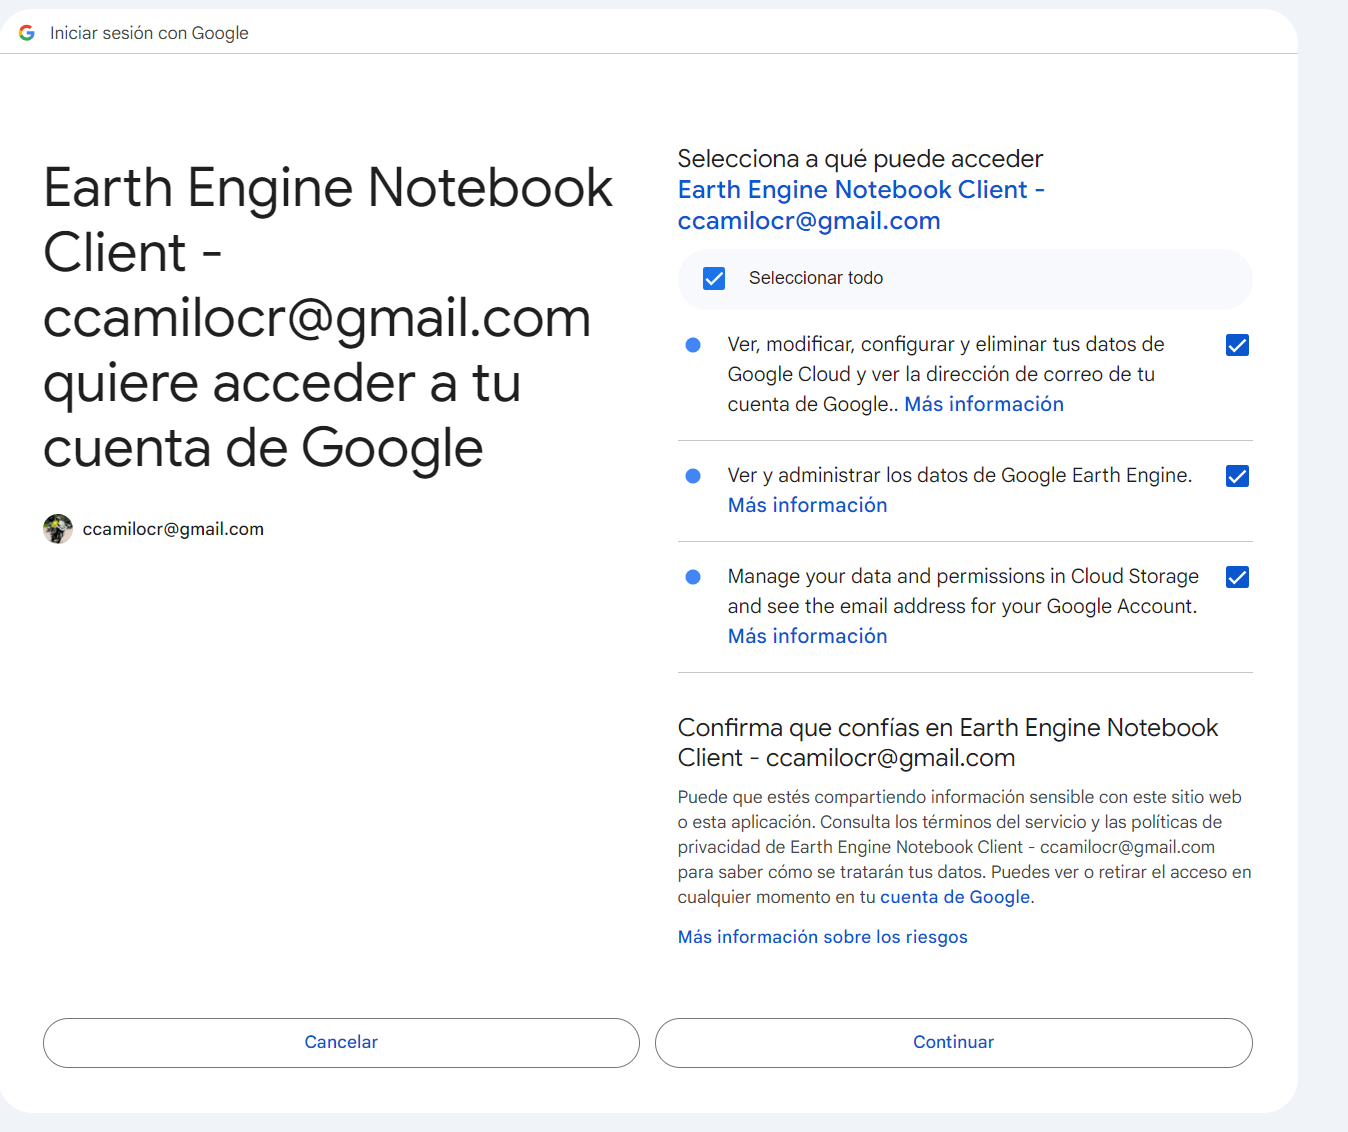 Iniciar sesión con Google
Earth Engine Notebook
Client -
ccamilocr@gmail.com
quiere acceder a tu
cuenta de Google
ccamilocr@gmail.com
Selecciona a qué puede acceder
Earth Engine Notebook Client -
ccamilocr@gmail.com
Seleccionar todo
Ver, modificar, configurar y eliminar tus datos de
Google Cloud y ver la dirección de correo de tu
cuenta de Google.. Más información
Ver y administrar los datos de Google Earth Engine.
Más información
Manage your data and permissions in Cloud Storage
and see the email address for your Google Account.
Más información
Confirma que confías en Earth Engine Notebook
Client - ccamilocr@gmail.com
Puede que estés compartiendo información sensible con este sitio web
o esta aplicación. Consulta los términos del servicio y las políticas de
privacidad de Earth Engine Notebook Client - ccamilocr@gmail.com
para saber cómo se tratarán tus datos. Puedes ver o retirar el acceso en
cualquier momento en tu cuenta de Google.
Más información sobre los riesgos
Cancelar
Continuar